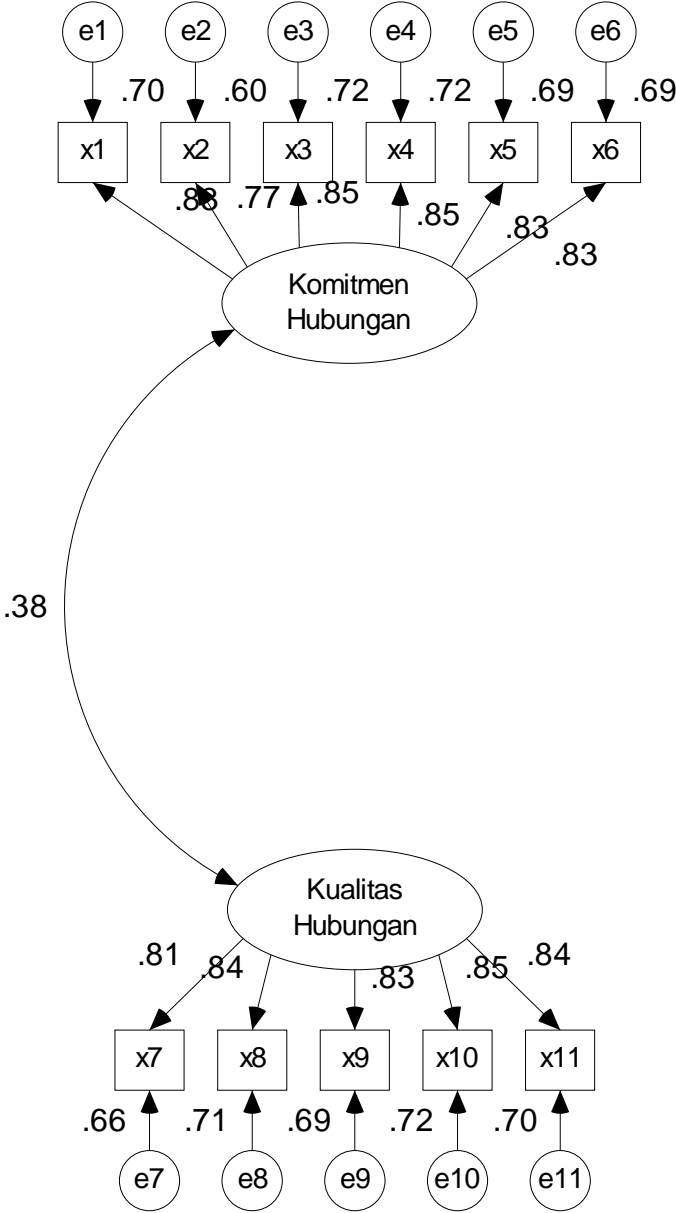 e1 e2 e3 e4 e5 e6
.70 .60 .72 .72 .69 .69
x1 x2 x3 x4 x5 x6
.77 .85 .85 .83 .83
Komitmen
Hubungan
.38
Kualitas
Hubungan
.81 .84 .83 .85 .84
x7 x8 x9 x10 x11
.66 .71 .69 .72 .70
e7 e8 e9 e10 e11